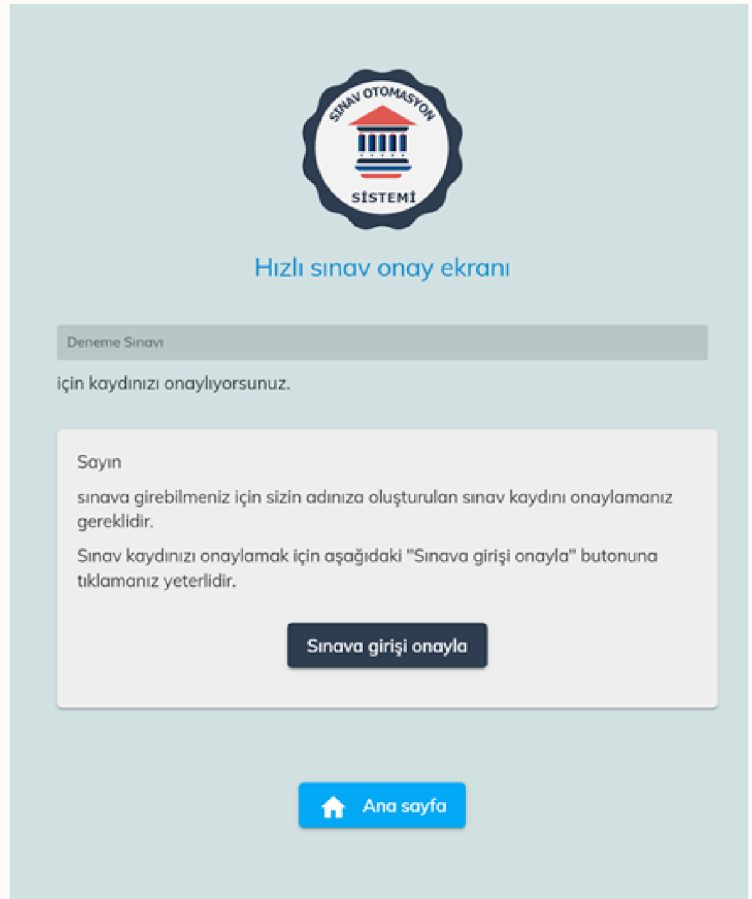 SINAV OTOMASYON
SİSTEMİ
Hızlı sınav onay ekranı
Deneme Sınavı
için kaydınızı onaylıyorsunuz.
Sayın
sınava girebilmeniz için sizin adınıza oluşturulan sınav kaydını onaylamanız
gereklidir.
Sınav kaydınızı onaylamak için aşağıdaki "Sınava girişi onayla" butonuna
tıklamanız yeterlidir.
Sınava girişi onayla
Ana sayfa